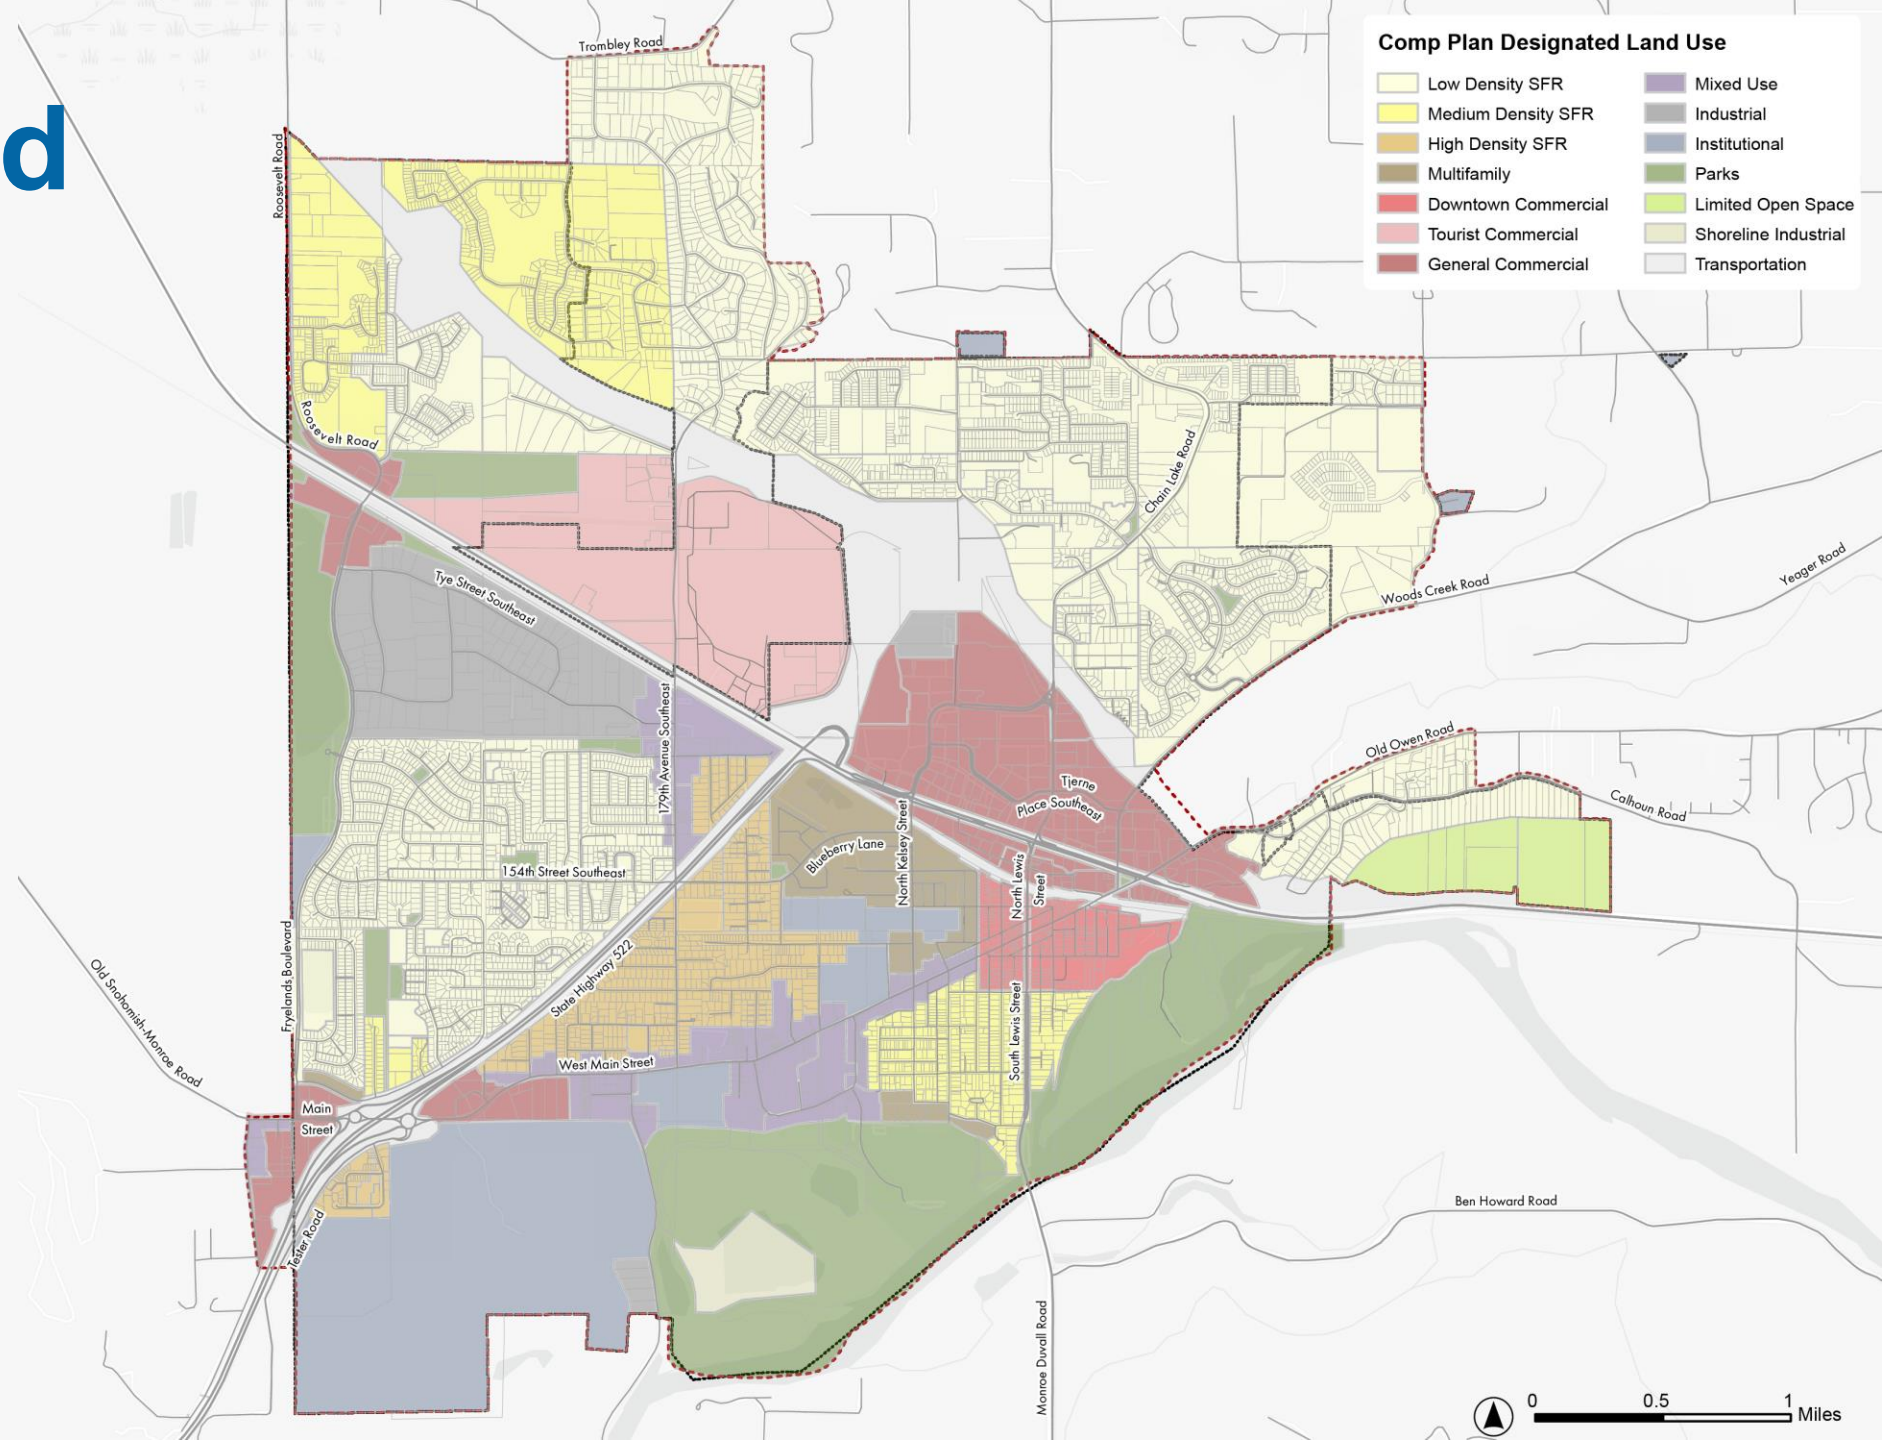 d
Comp Plan Designated Land Use
Low Density SFR
Medium Density SFR
High Density SFR
Multifamily
Downtown Commercial
Tourist Commercial
General Commercial
Mixed Use
Industrial
Institutional
Parks
Limited Open Space
Shoreline Industrial
Transportation
Trombley Road
Roosevelt Road
Roosevelt Road
Chain Lake Road
Tye Street Southeast
Woods Creek Road
Yeager Road
179th Avenue Southeast
Old Owen Road
Tjerne
Place Southeast
Calhoun Road
Blueberry Lane
North Kelsey Street
North Lewis
Street
154th Street Southeast
Fryelands Boulevard
State Highway 522
Old Snohomish-Monroe Road
South Lewis Street
West Main Street
Main
Street
Tester Road
Ben Howard Road
Monroe Duvall Road
0 0.5 1
Miles